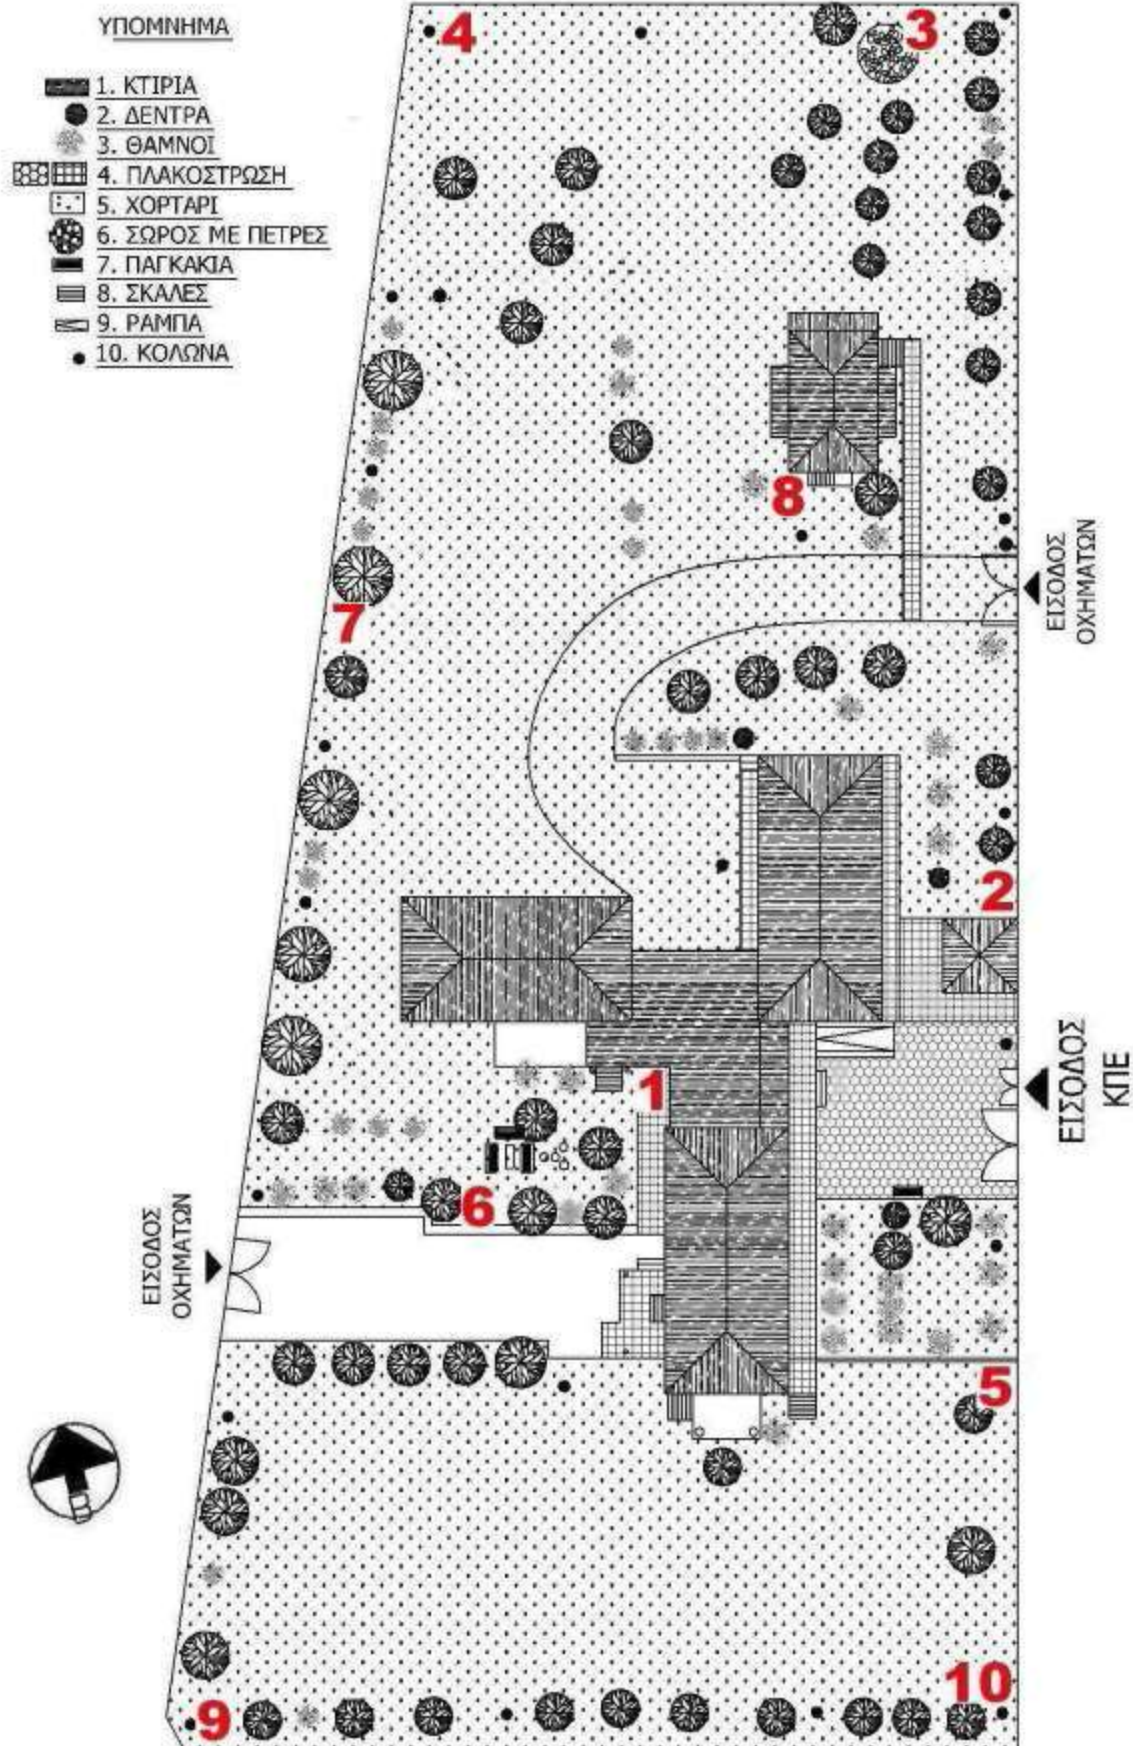 ΥΠΟΜΝΗΜΑ
1. ΚΤΙΡΙΑ
2. ΔΕΝΤΡΑ
3. ΘΑΜΝΟΙ
4. ΠΛΑΚΟΣΤΡΩΣΗ
5. ΧΟΡΤΑΡΙ
6. ΣΩΡΟΣ ΜΕ ΠΕΤΡΕΣ
7. ΠΑΓΚΑΚΙΑ
8. ΣΚΑΛΕΣ
9. ΡΑΜΠΑ
10. ΚΟΛΩΝΑ
4
3
8
ΕΙΣΟΔΟΣ
ΟΧΗΜΑΤΩΝ
7
2
1
ΕΙΣΟΔΟΣ
ΚΠΕ
6
ΕΙΣΟΔΟΣ
ΟΧΗΜΑΤΩΝ
5
10
9